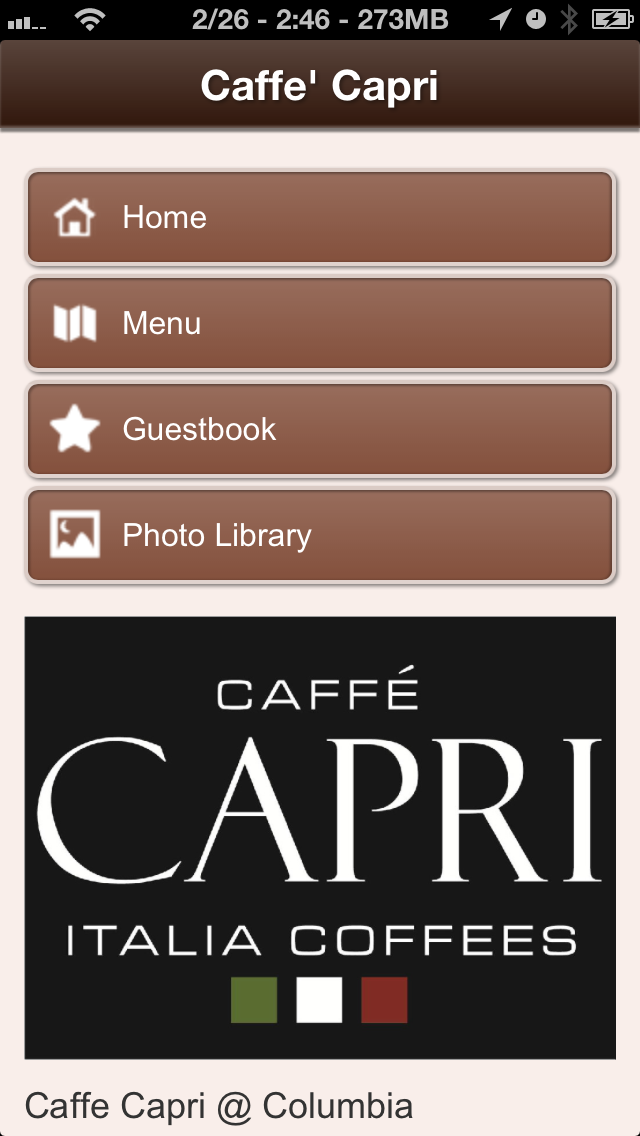 2/26 - 2:46 - 273MB
Caffe' Capri
Home
Menu
Guestbook
Photo Library
CAFFÉ
CAPRI
ITALIA COFFEES
Caffe Capri @ Columbia